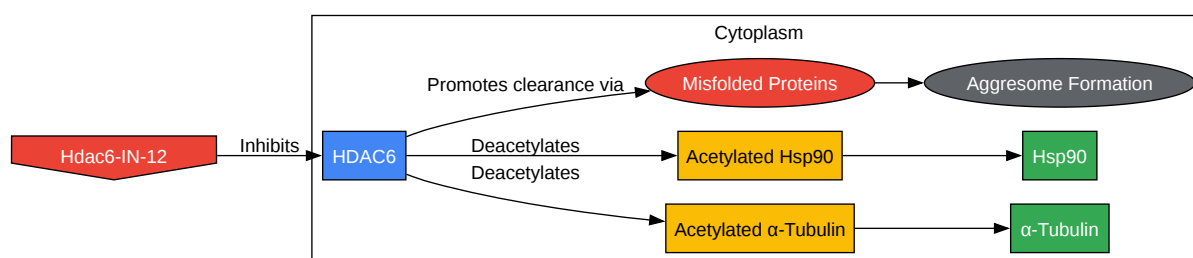 Cytoplasm
Promotes clearance via
Misfolded Proteins
Aggresome Formation
Hdac6-IN-12
Inhibits
HDAC6
Deacetylates
Acetylated Hsp90
Hsp90
Deacetylates
Acetylated α-Tubulin
α-Tubulin